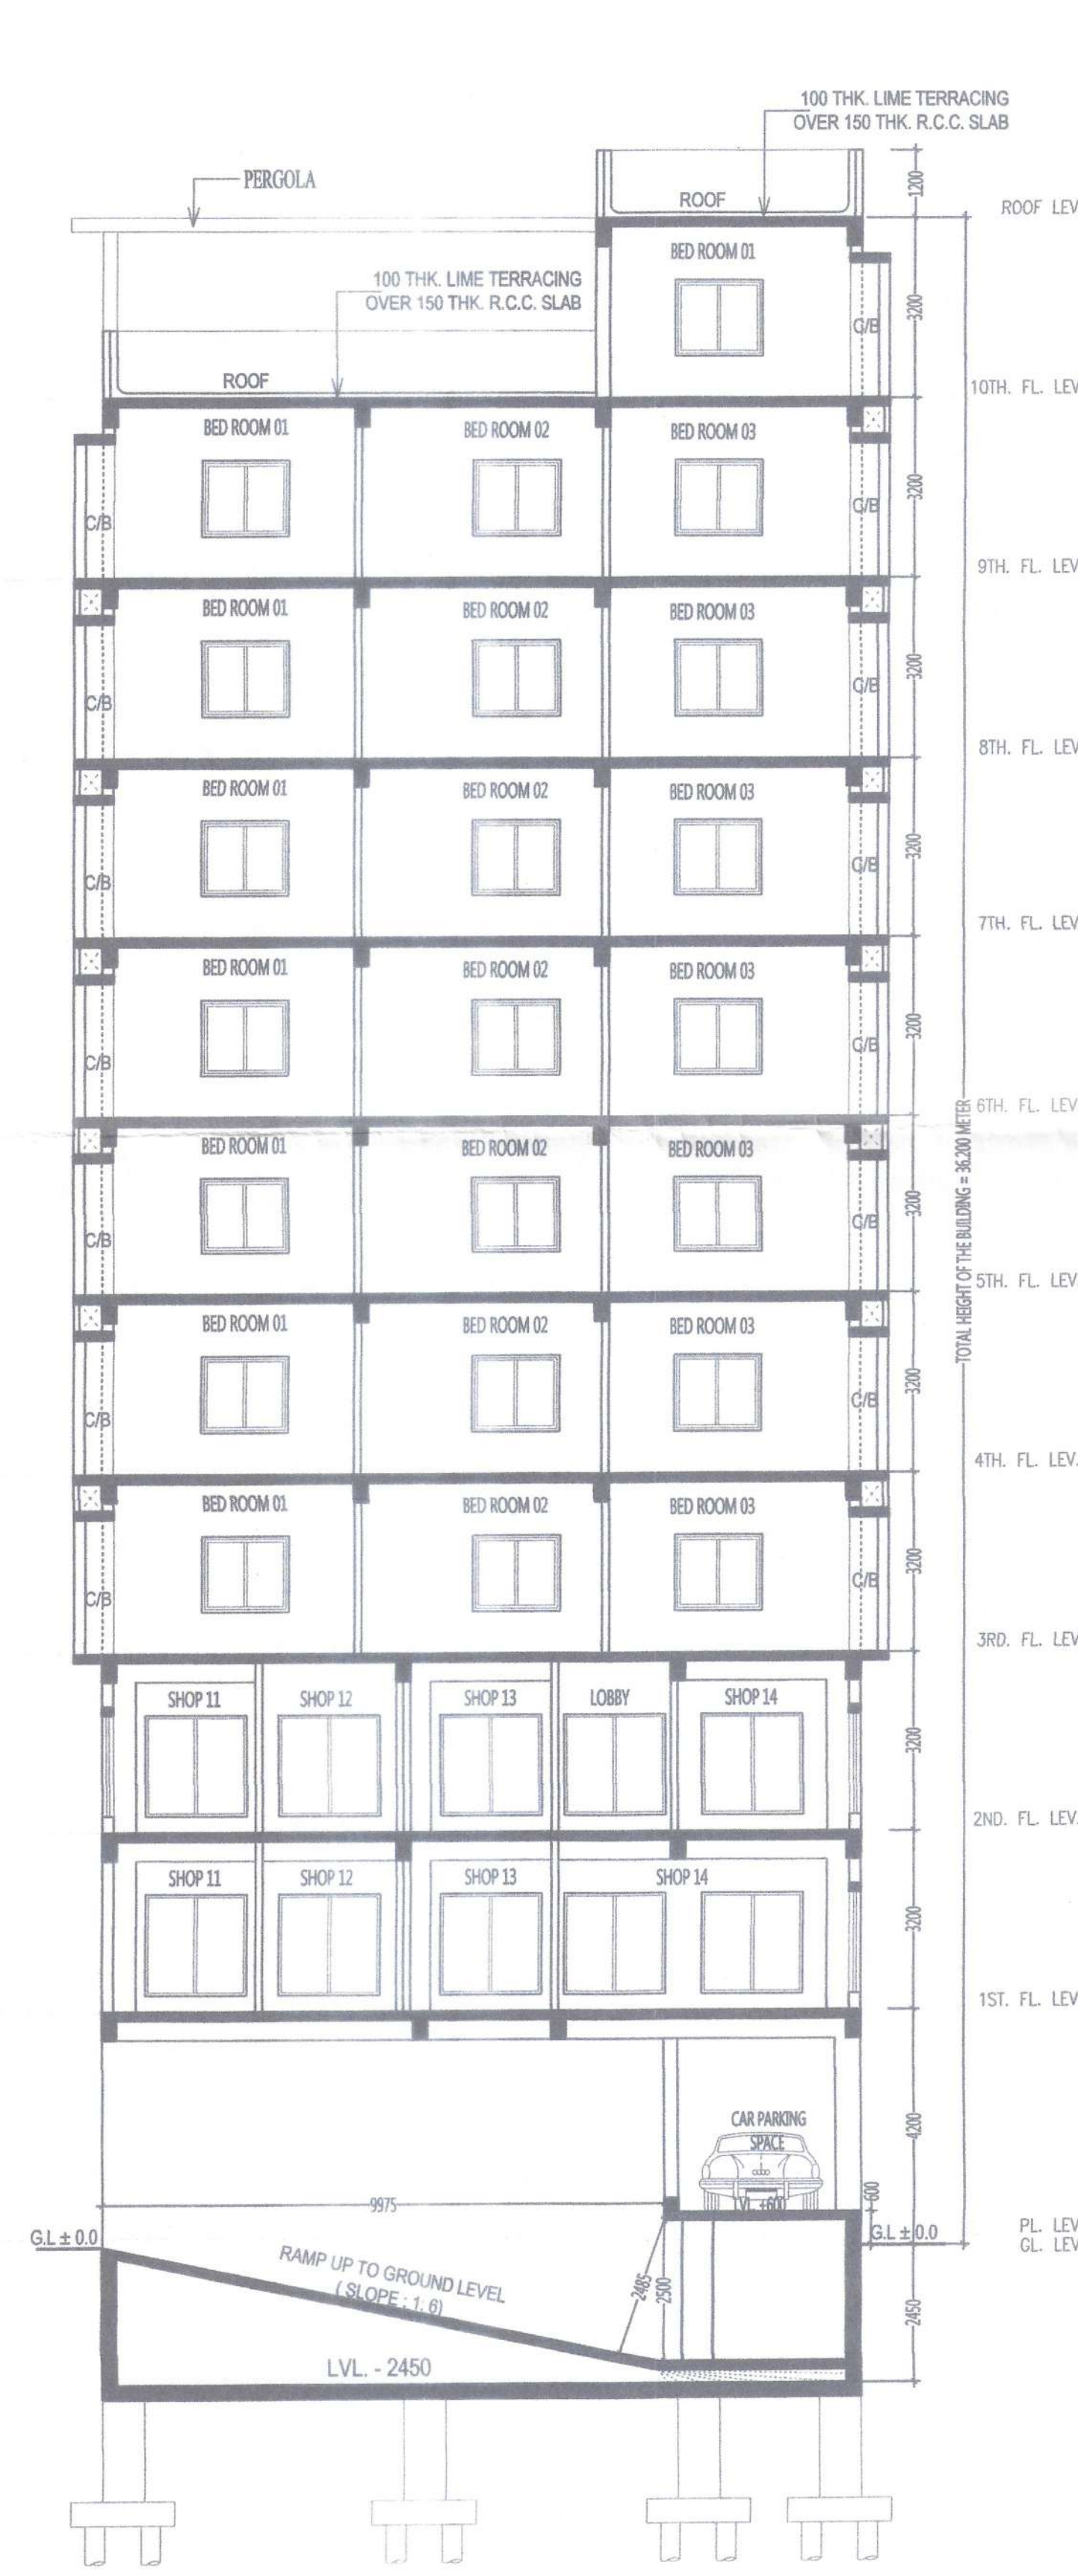 100 THK. LIME TERRACING
OVER 150 THK. R.C.C. SLAB
PERGOLA
ROOF
1200
ROOF LEV
BED ROOM 01
100 THK. LIME TERRACING
OVER 150 THK. R.C.C. SLAB
C/B
3200
ROOF
10TH. FL. LEV
BED ROOM 01
BED ROOM 02
BED ROOM 03
C/B
C/B
3200
9TH. FL. LEV
BED ROOM 01
BED ROOM 02
BED ROOM 03
C/B
C/B
3200
8TH. FL. LEV
BED ROOM 01
BED ROOM 02
BED ROOM 03
C/B
C/B
3200
7TH. FL. LEV
BED ROOM 01
BED ROOM 02
BED ROOM 03
C/B
C/B
3200
6TH. FL. LEV
BED ROOM 01
BED ROOM 02
BED ROOM 03
C/B
C/B
3200
TOTAL HEIGHT OF THE BUILDING = 36.200 METER
5TH. FL. LEV
BED ROOM 01
BED ROOM 02
BED ROOM 03
C/B
C/B
3200
4TH. FL. LEV.
BED ROOM 01
BED ROOM 02
BED ROOM 03
C/B
C/B
3200
3RD. FL. LEV
SHOP 11
SHOP 12
SHOP 13
LOBBY
SHOP 14
3200
2ND. FL. LEV.
SHOP 11
SHOP 12
SHOP 13
SHOP 14
3200
1ST. FL. LEV
CAR PARKING
SPACE
4200
LVL. +600
600
9975
G.L ± 0.0
G.L ± 0.0
PL. LEV
GL. LEV
RAMP UP TO GROUND LEVEL
( SLOPE : 1: 6)
2485
2500
2450
LVL. - 2450